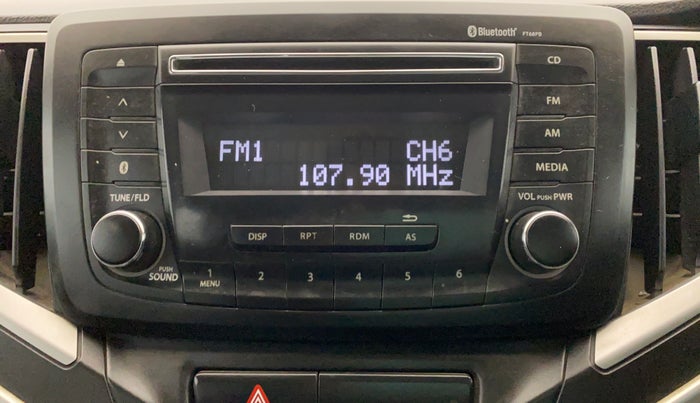 Bluetooth® FT68PD
CD
FM
AM
MEDIA
FM1 CH6
107.90 MHz
TUNE/FLD
VOL PUSH PWR
DISP RPT RDM AS
PUSH SOUND
1 MENU 2 3 4 5 6